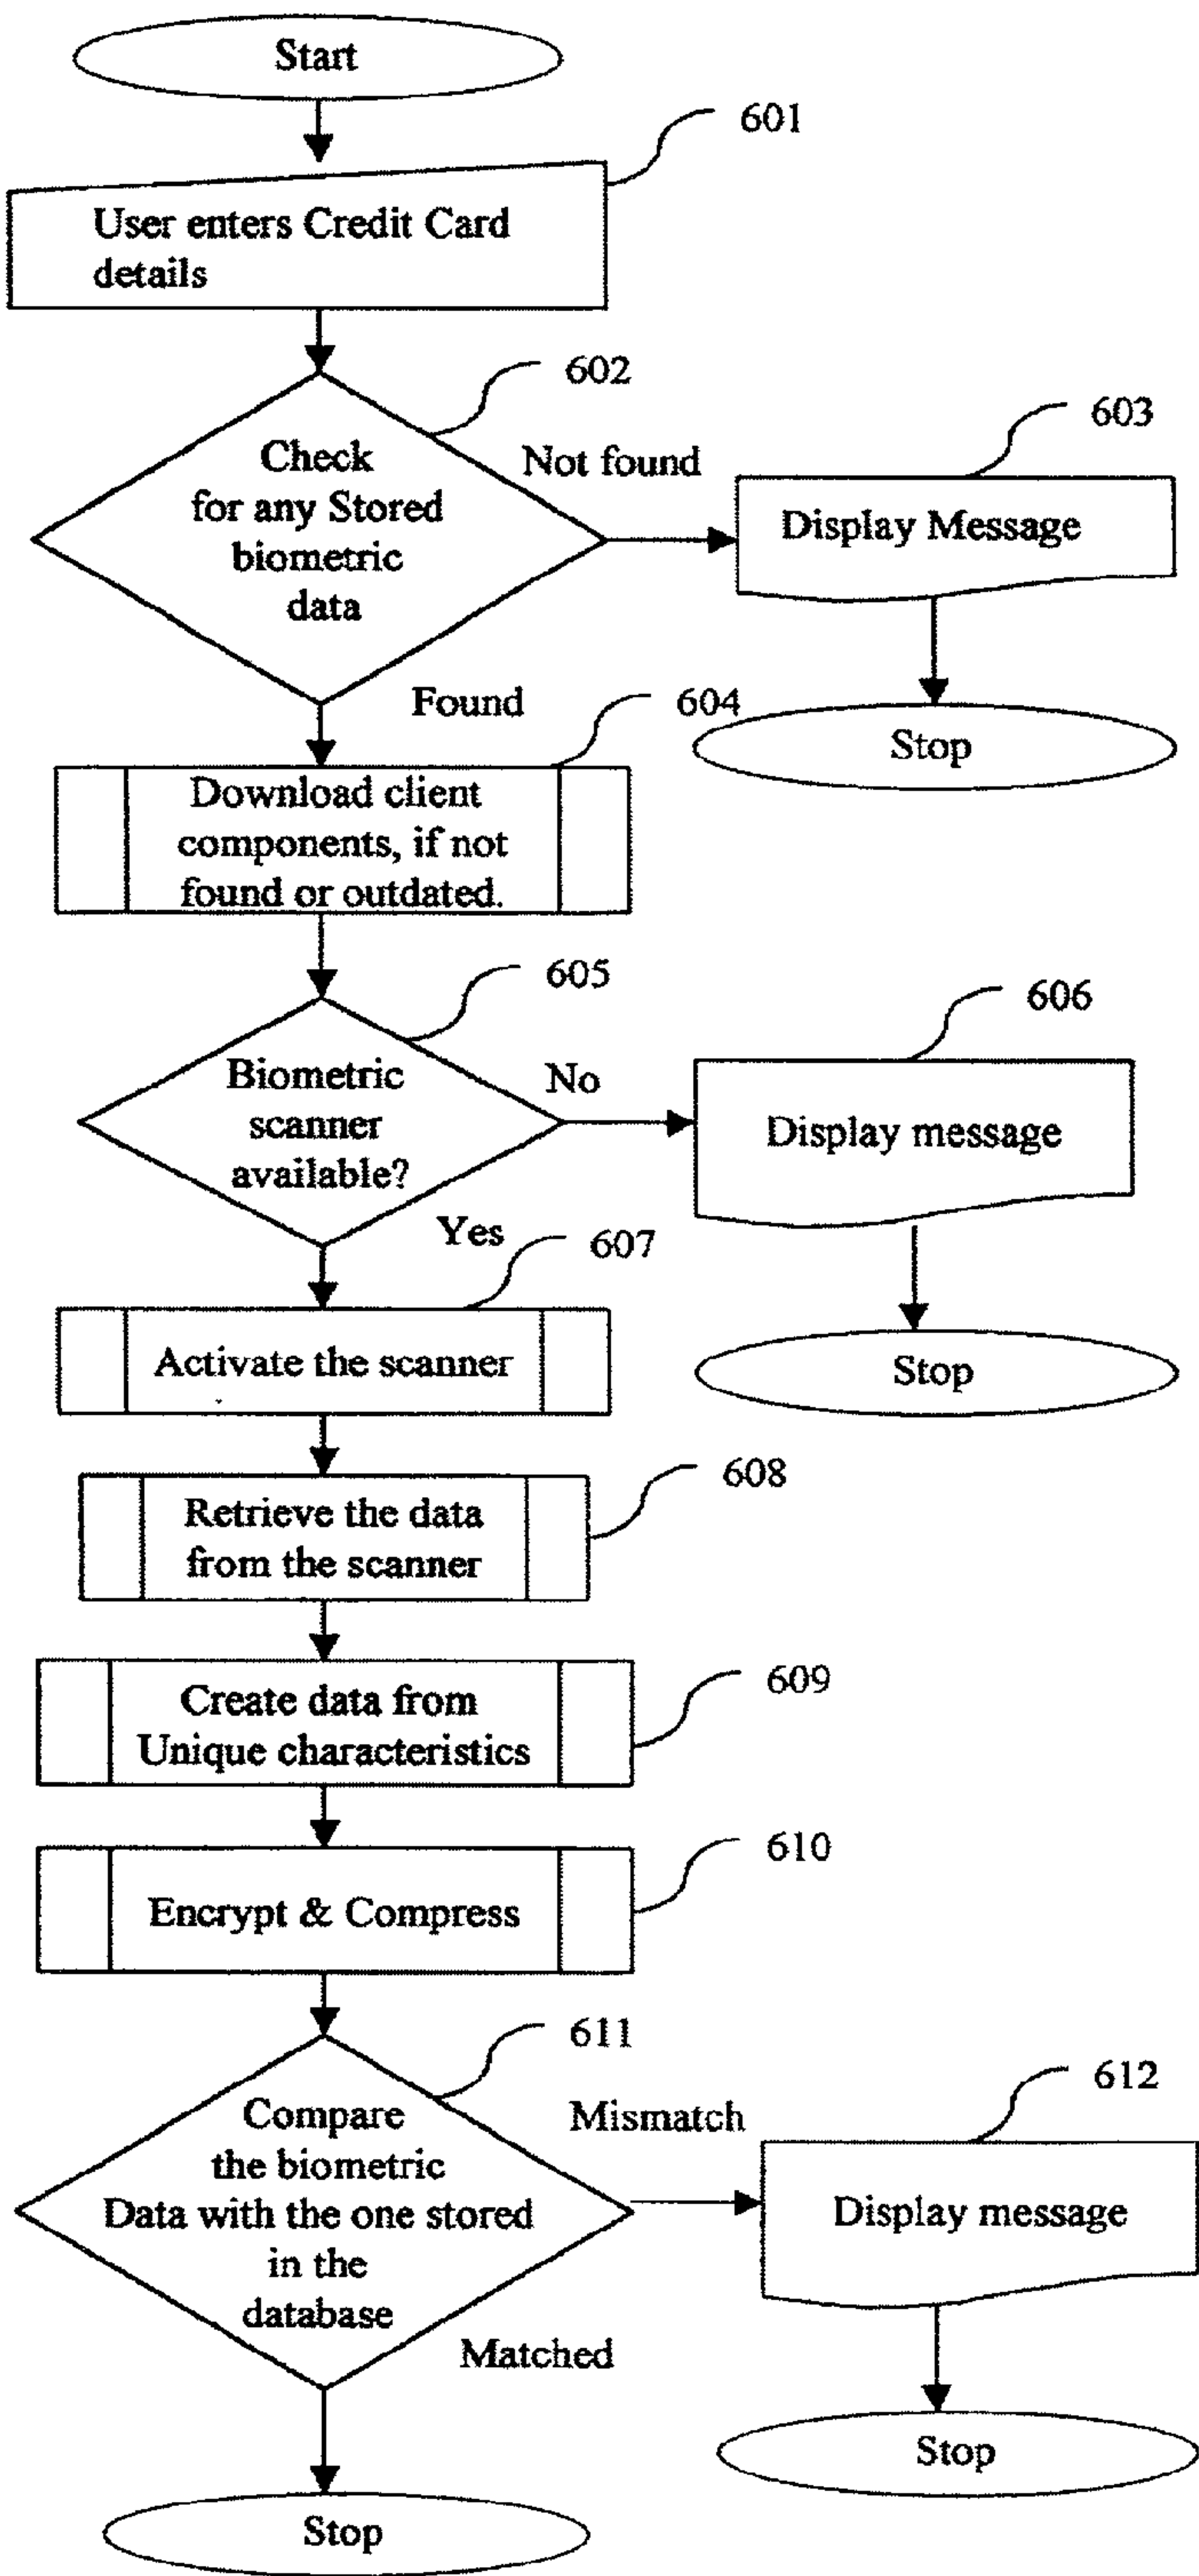 Start
601
User enters Credit Card
details
602
Check
for any Stored
biometric
data
Not found
603
Display Message
Stop
Found
604
Download client
components, if not
found or outdated.
605
Biometric
scanner
available?
No
606
Display message
Stop
Yes
607
Activate the scanner
608
Retrieve the data
from the scanner
609
Create data from
Unique characteristics
610
Encrypt & Compress
611
Compare
the biometric
Data with the one stored
in the
database
Mismatch
612
Display message
Stop
Matched
Stop